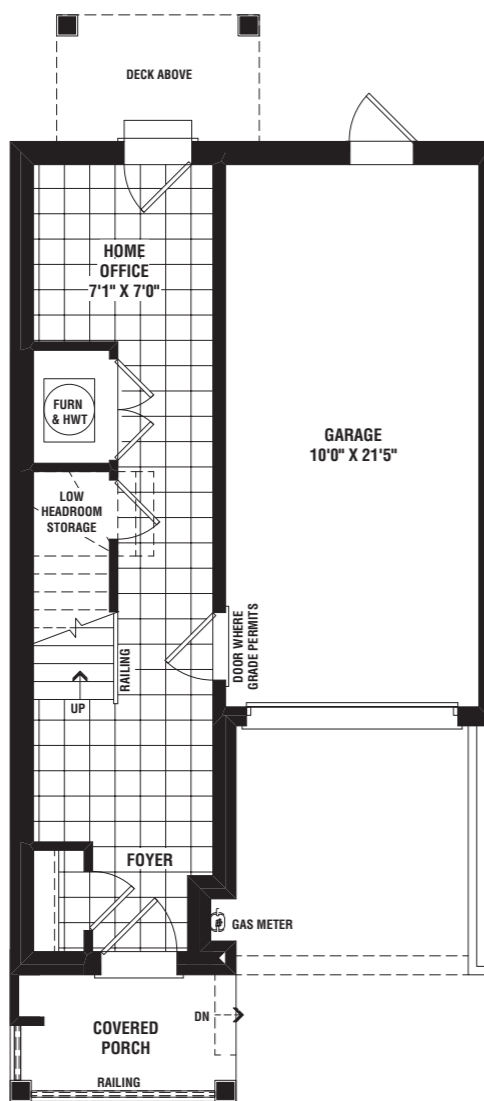 DECK ABOVE
HOME
OFFICE
7'1" X 7'0"
FURN
& HWT
GARAGE
10'0" X 21'5"
LOW
HEADROOM
STORAGE
DOOR WHERE
GRADE PERMITS
RAILING
UP
FOYER
GAS METER
DN
COVERED
PORCH
RAILING